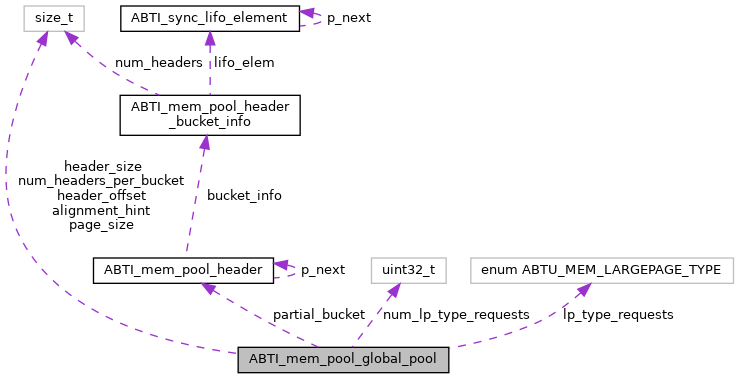 size_t
ABTI_sync_lifo_element
p_next
num_headers
lifo_elem
ABTI_mem_pool_header
_bucket_info
header_size
num_headers_per_bucket
header_offset
alignment_hint
page_size
bucket_info
ABTI_mem_pool_header
p_next
uint32_t
enum ABTU_MEM_LARGEPAGE_TYPE
partial_bucket
num_lp_type_requests
lp_type_requests
ABTI_mem_pool_global_pool